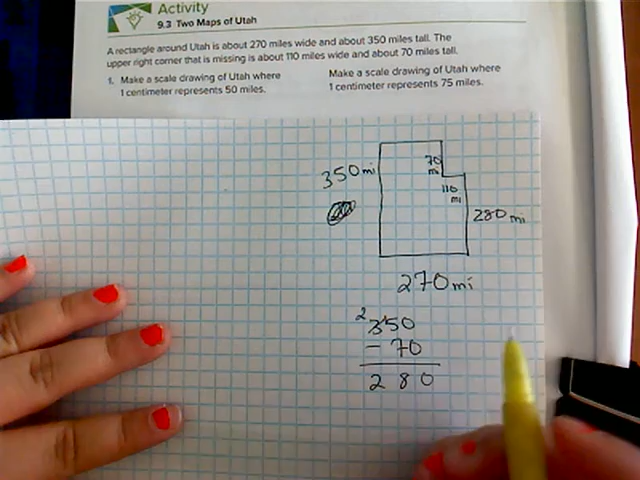 Activity
9.3 Two Maps of Utah
A rectangle around Utah is about 270 miles wide and about 350 miles tall. The
upper right corner that is missing is about 110 miles wide and about 70 miles tall.
1. Make a scale drawing of Utah where
1 centimeter represents 50 miles.
Make a scale drawing of Utah where
1 centimeter represents 75 miles.
70
mi
350 mi
110
mi
280 mi
270 mi
2
350
- 70
280